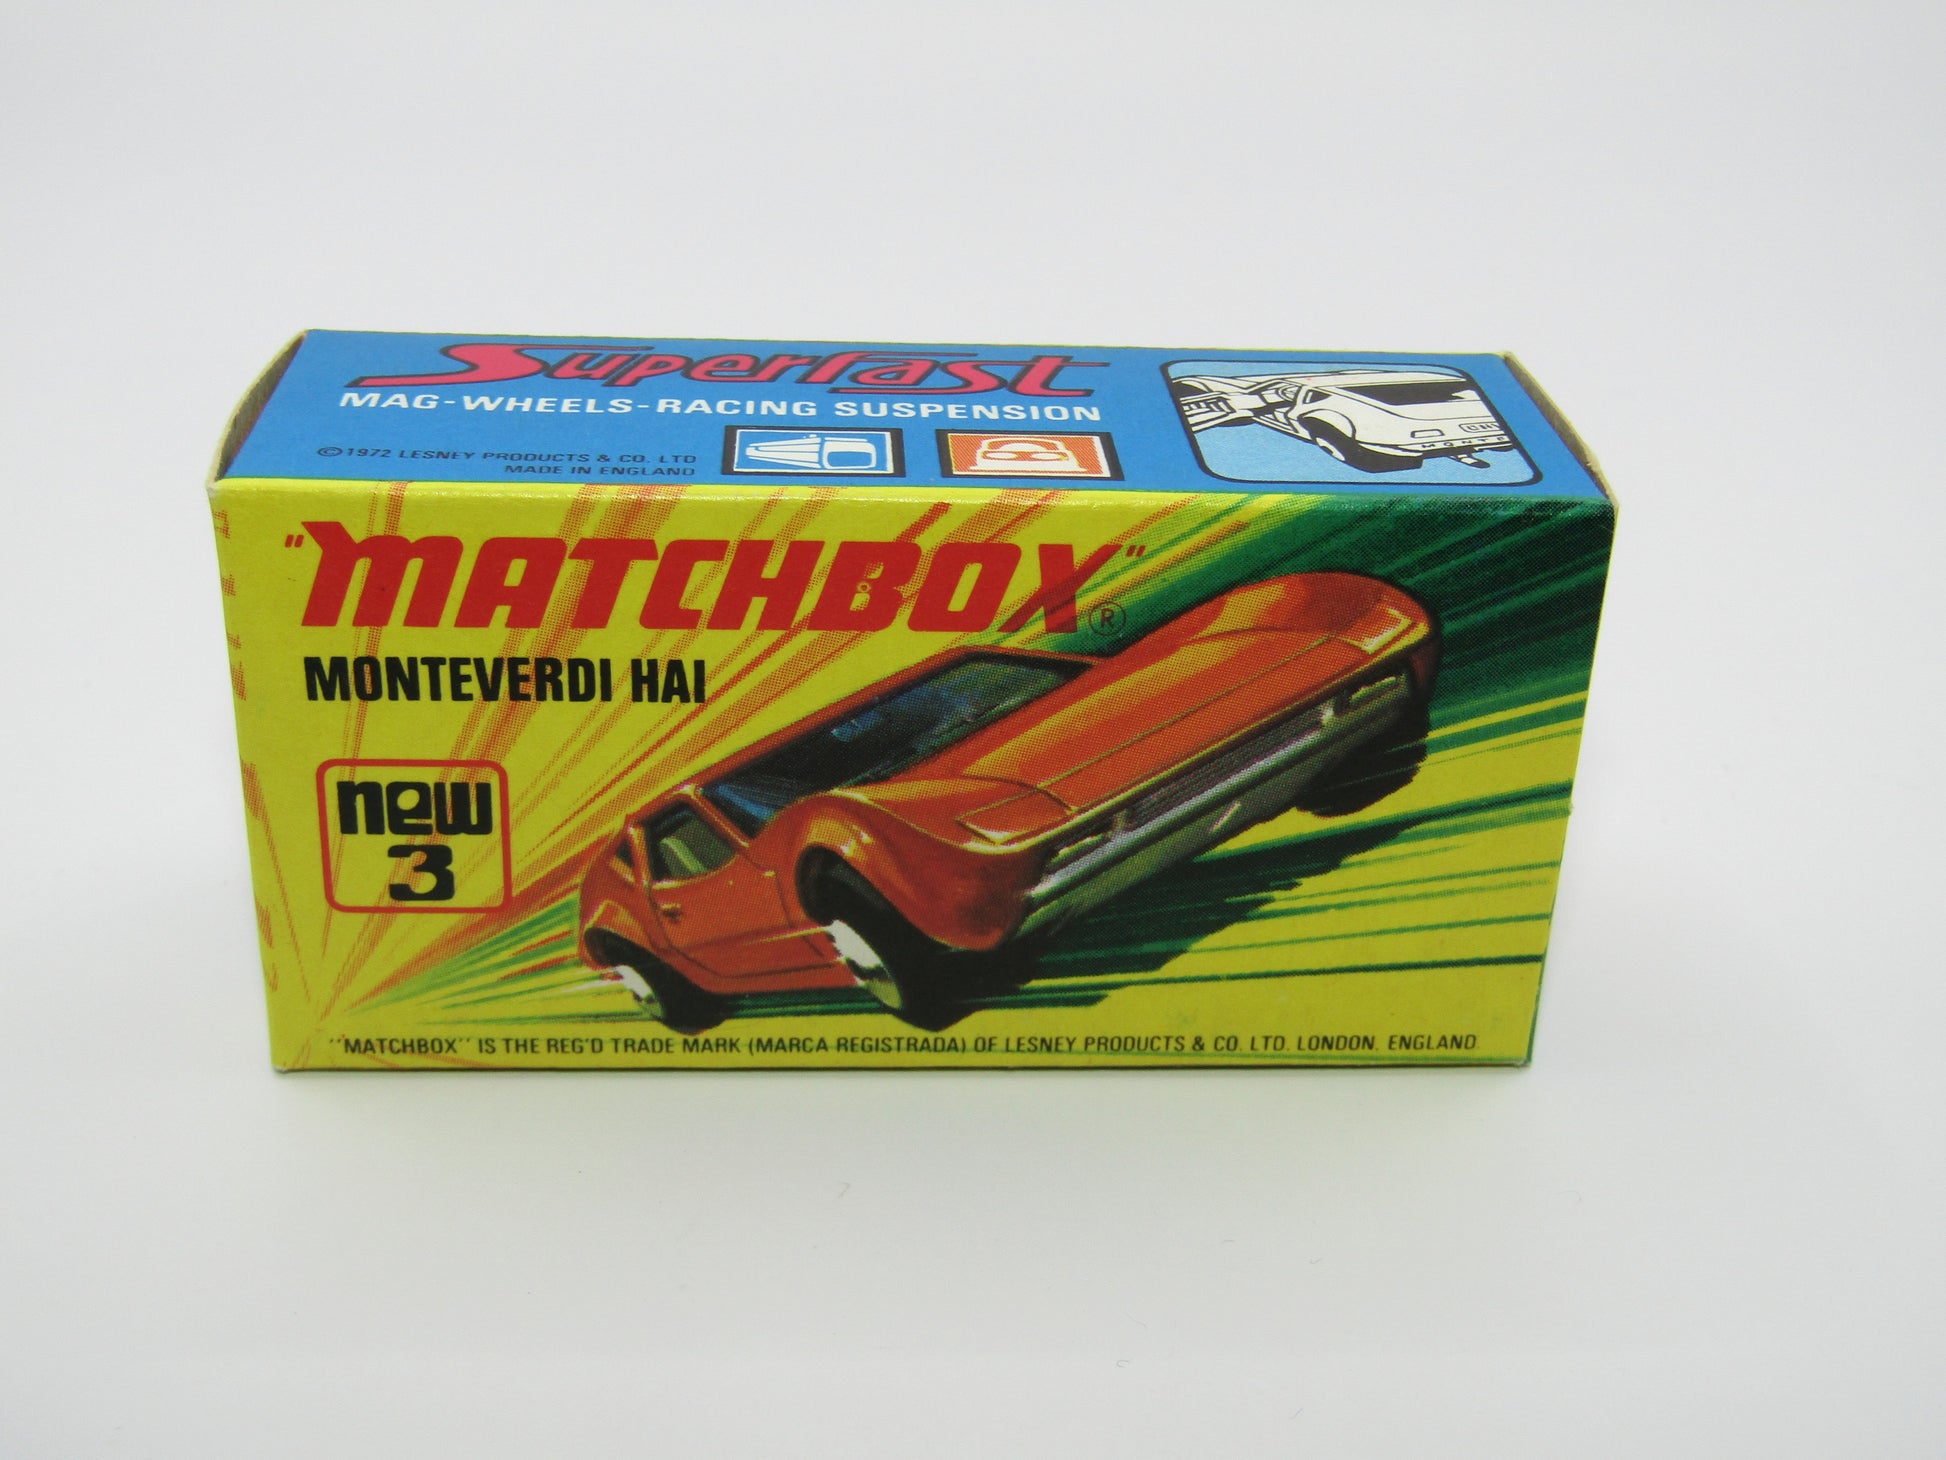 Superfast
MAG-WHEELS-RACING SUSPENSION
©1972 LESNEY PRODUCTS & CO. LTD
MADE IN ENGLAND
MONTE
"MATCHBOX"®
MONTEVERDI HAI
new
3
"MATCHBOX" IS THE REG'D TRADE MARK (MARCA REGISTRADA) OF LESNEY PRODUCTS & CO. LTD. LONDON. ENGLAND